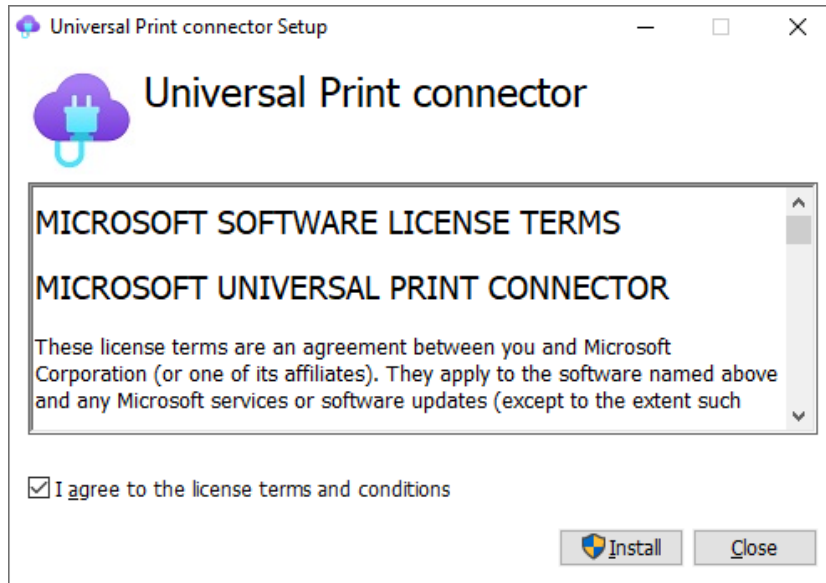 Universal Print connector Setup
Universal Print connector
MICROSOFT SOFTWARE LICENSE TERMS
MICROSOFT UNIVERSAL PRINT CONNECTOR
These license terms are an agreement between you and Microsoft
Corporation (or one of its affiliates). They apply to the software named above
and any Microsoft services or software updates (except to the extent such
I agree to the license terms and conditions
Install Close